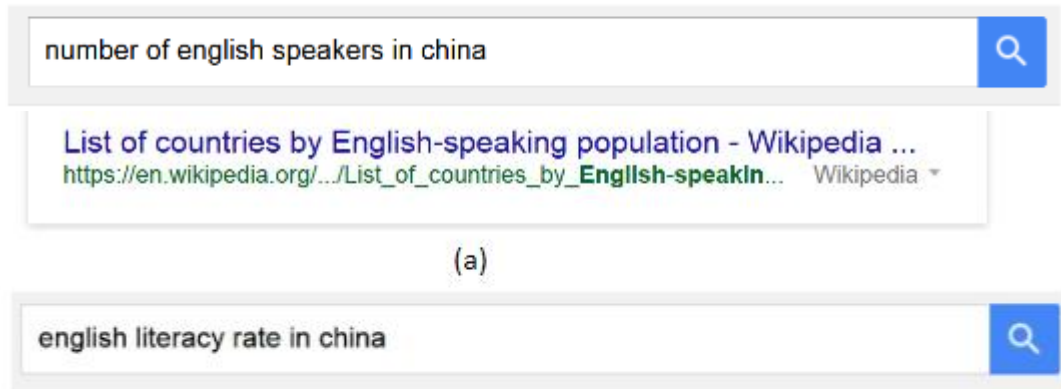 number of english speakers in china
List of countries by English-speaking population - Wikipedia ...
https://en.wikipedia.org/.../List_of_countries_by_English-speakin... Wikipedia
(a)
english literacy rate in china